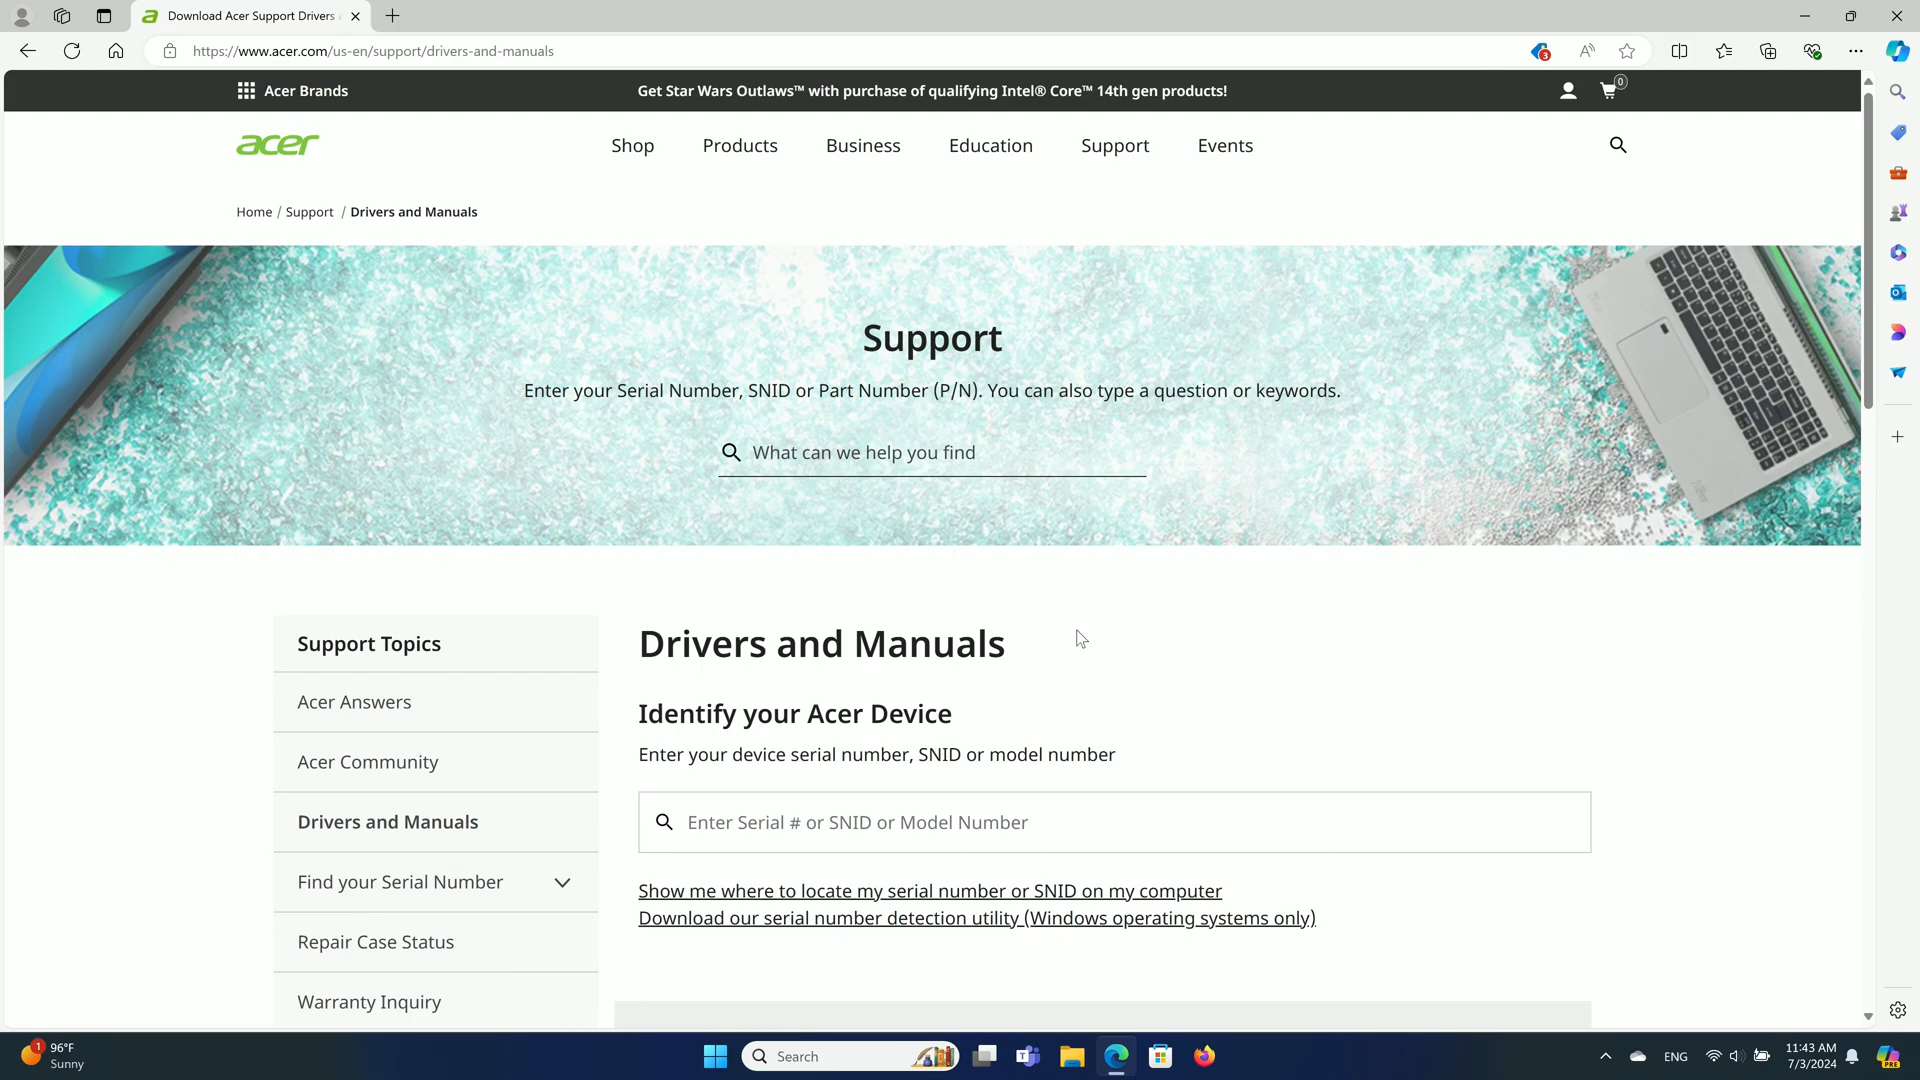 Download Acer Support Drivers a
https://www.acer.com/us-en/support/drivers-and-manuals
3
Acer Brands
Get Star Wars Outlaws™ with purchase of qualifying Intel® Core™ 14th gen products!
0
acer
Shop
Products
Business
Education
Support
Events
Home / Support / Drivers and Manuals
Support
Enter your Serial Number, SNID or Part Number (P/N). You can also type a question or keywords.
What can we help you find
Support Topics
Acer Answers
Acer Community
Drivers and Manuals
Find your Serial Number
Repair Case Status
Warranty Inquiry
Drivers and Manuals
Identify your Acer Device
Enter your device serial number, SNID or model number
Enter Serial # or SNID or Model Number
Show me where to locate my serial number or SNID on my computer
Download our serial number detection utility (Windows operating systems only)
1
96°F
Sunny
Search
ENG
11:43 AM
7/3/2024
PRE